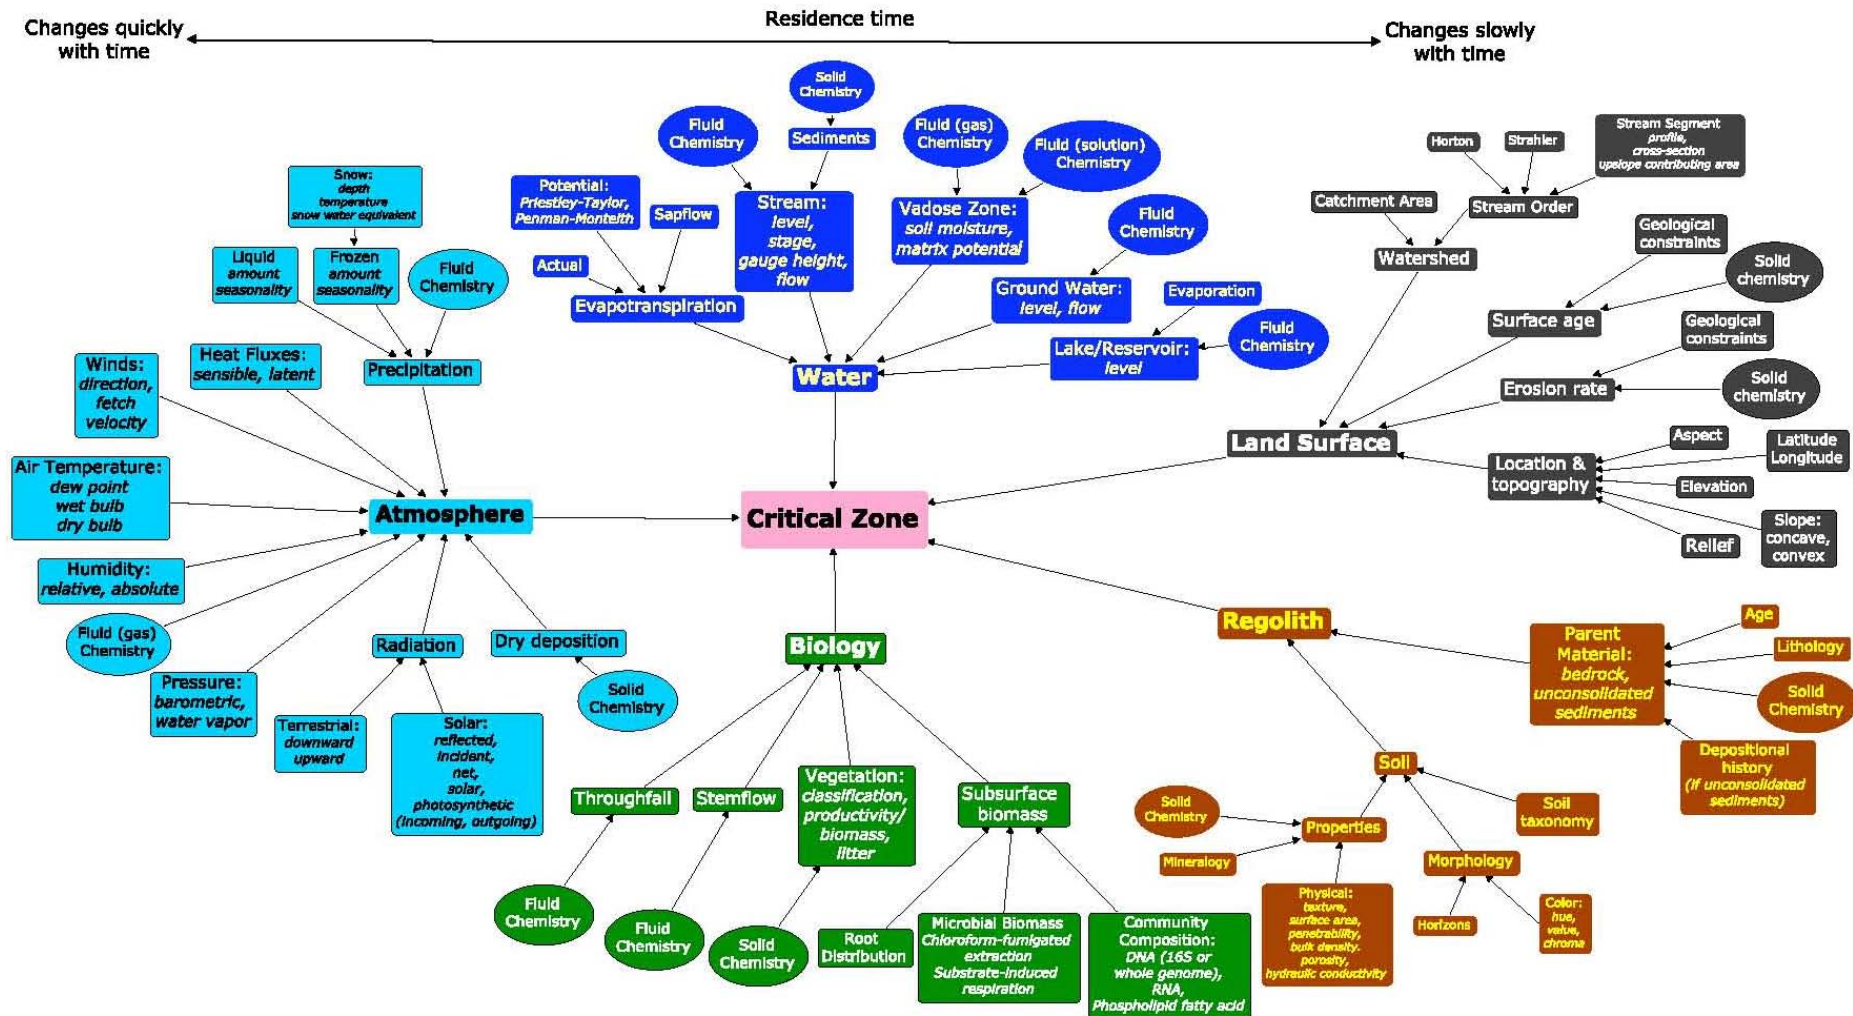 Residence time
Changes quickly
with time
Changes slowly
with time
Solid
Chemistry
Fluid
Chemistry
Sediments
Fluid (gas)
Chemistry
Fluid (solution)
Chemistry
Potential:
Priestley-Taylor,
Penman-Monteith
Sapflow
Actual
Evapotranspiration
Stream:
level,
stage,
gauge height,
flow
Vadose Zone:
soil moisture,
matrix potential
Fluid
Chemistry
Ground Water:
level, flow
Evaporation
Fluid
Chemistry
Lake/Reservoir:
level
Water
Horton
Strahler
Stream Segment
profile,
cross-section
upslope contributing area
Catchment Area
Stream Order
Watershed
Geological
constraints
Solid
chemistry
Surface age
Geological
constraints
Erosion rate
Solid
chemistry
Land Surface
Location &
topography
Aspect
Latitude
Longitude
Elevation
Slope:
concave,
convex
Relief
Snow:
depth
temperature
snow water equivalent
Liquid
amount
seasonality
Frozen
amount
seasonality
Fluid
Chemistry
Precipitation
Heat Fluxes:
sensible, latent
Winds:
direction,
fetch
velocity
Air Temperature:
dew point
wet bulb
dry bulb
Atmosphere
Humidity:
relative, absolute
Fluid (gas)
Chemistry
Pressure:
barometric,
water vapor
Radiation
Terrestrial:
downward
upward
Solar:
reflected,
incident,
net,
solar,
photosynthetic
(incoming, outgoing)
Dry deposition
Solid
Chemistry
Critical Zone
Biology
Throughfall
Fluid
Chemistry
Stemflow
Fluid
Chemistry
Vegetation:
classification,
productivity/
biomass,
litter
Solid
Chemistry
Subsurface
biomass
Root
Distribution
Microbial Biomass
Chloroform-fumigated
extraction
Substrate-induced
respiration
Community
Composition:
DNA (16S or
whole genome),
RNA,
Phospholipid fatty acid
Regolith
Parent
Material:
bedrock,
unconsolidated
sediments
Age
Lithology
Solid
Chemistry
Depositional
history
(if unconsolidated
sediments)
Soil
Soil
taxonomy
Solid
Chemistry
Properties
Mineralogy
Physical:
texture,
surface area,
penetrability,
bulk density.
porosity,
hydraulic conductivity
Morphology
Horizons
Color:
hue,
value,
chroma